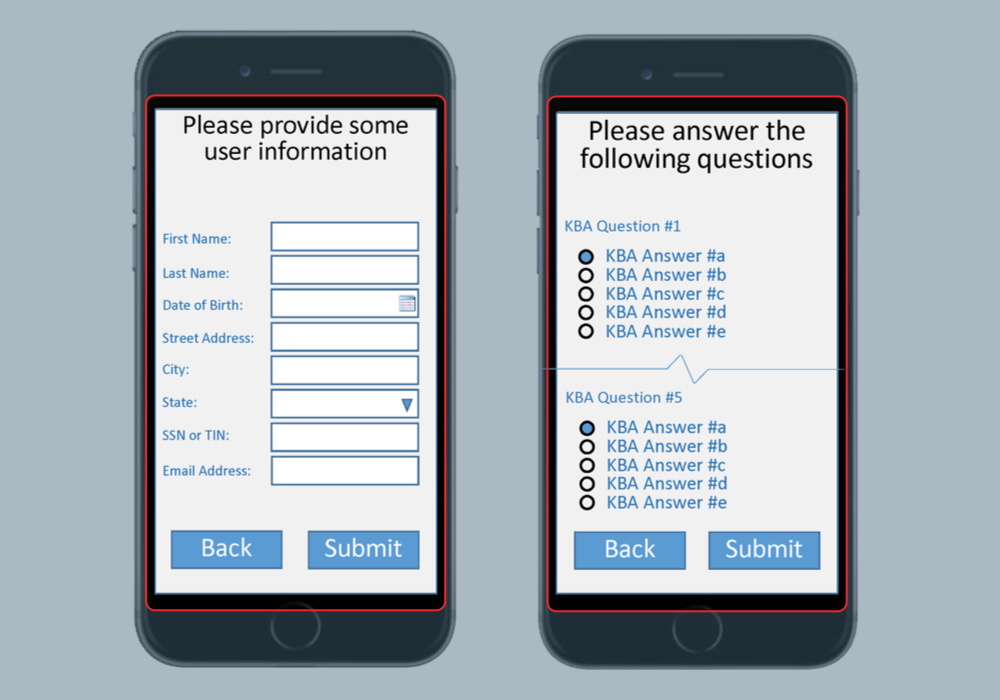 Please provide some
user information
First Name:
Last Name:
Date of Birth:
Street Address:
City:
State:
SSN or TIN:
Email Address:
Back
Submit
Please answer the
following questions
KBA Question #1
KBA Answer #a
KBA Answer #b
KBA Answer #c
KBA Answer #d
KBA Answer #e
KBA Question #5
KBA Answer #a
KBA Answer #b
KBA Answer #c
KBA Answer #d
KBA Answer #e
Back
Submit